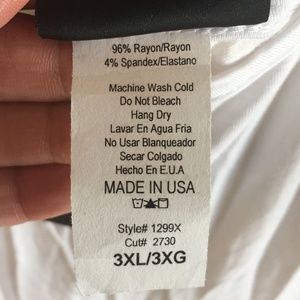 96% Rayon/Rayon
4% Spandex/Elastano
Machine Wash Cold
Do Not Bleach
Hang Dry
Lavar En Agua Fria
No Usar Blanqueador
Secar Colgado
Hecho En E.U.A
MADE IN USA
Style# 1299X
Cut# 2730
3XL/3XG